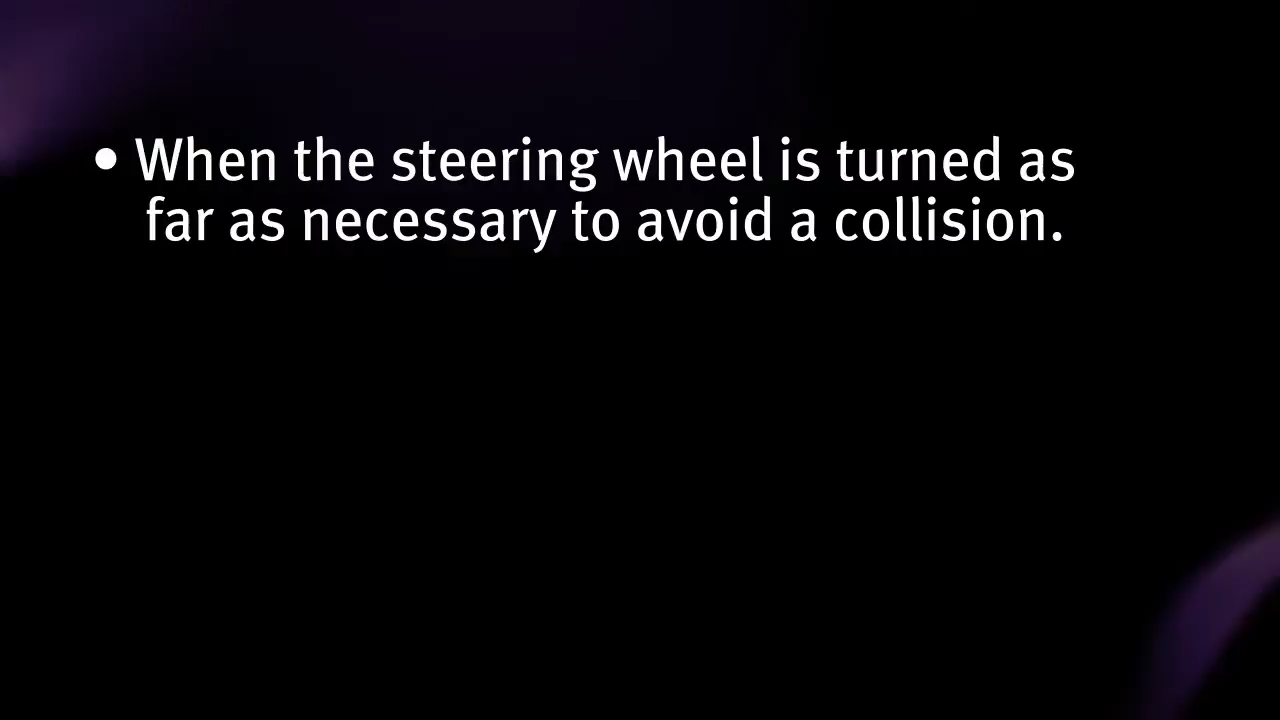 • When the steering wheel is turned as
far as necessary to avoid a collision.